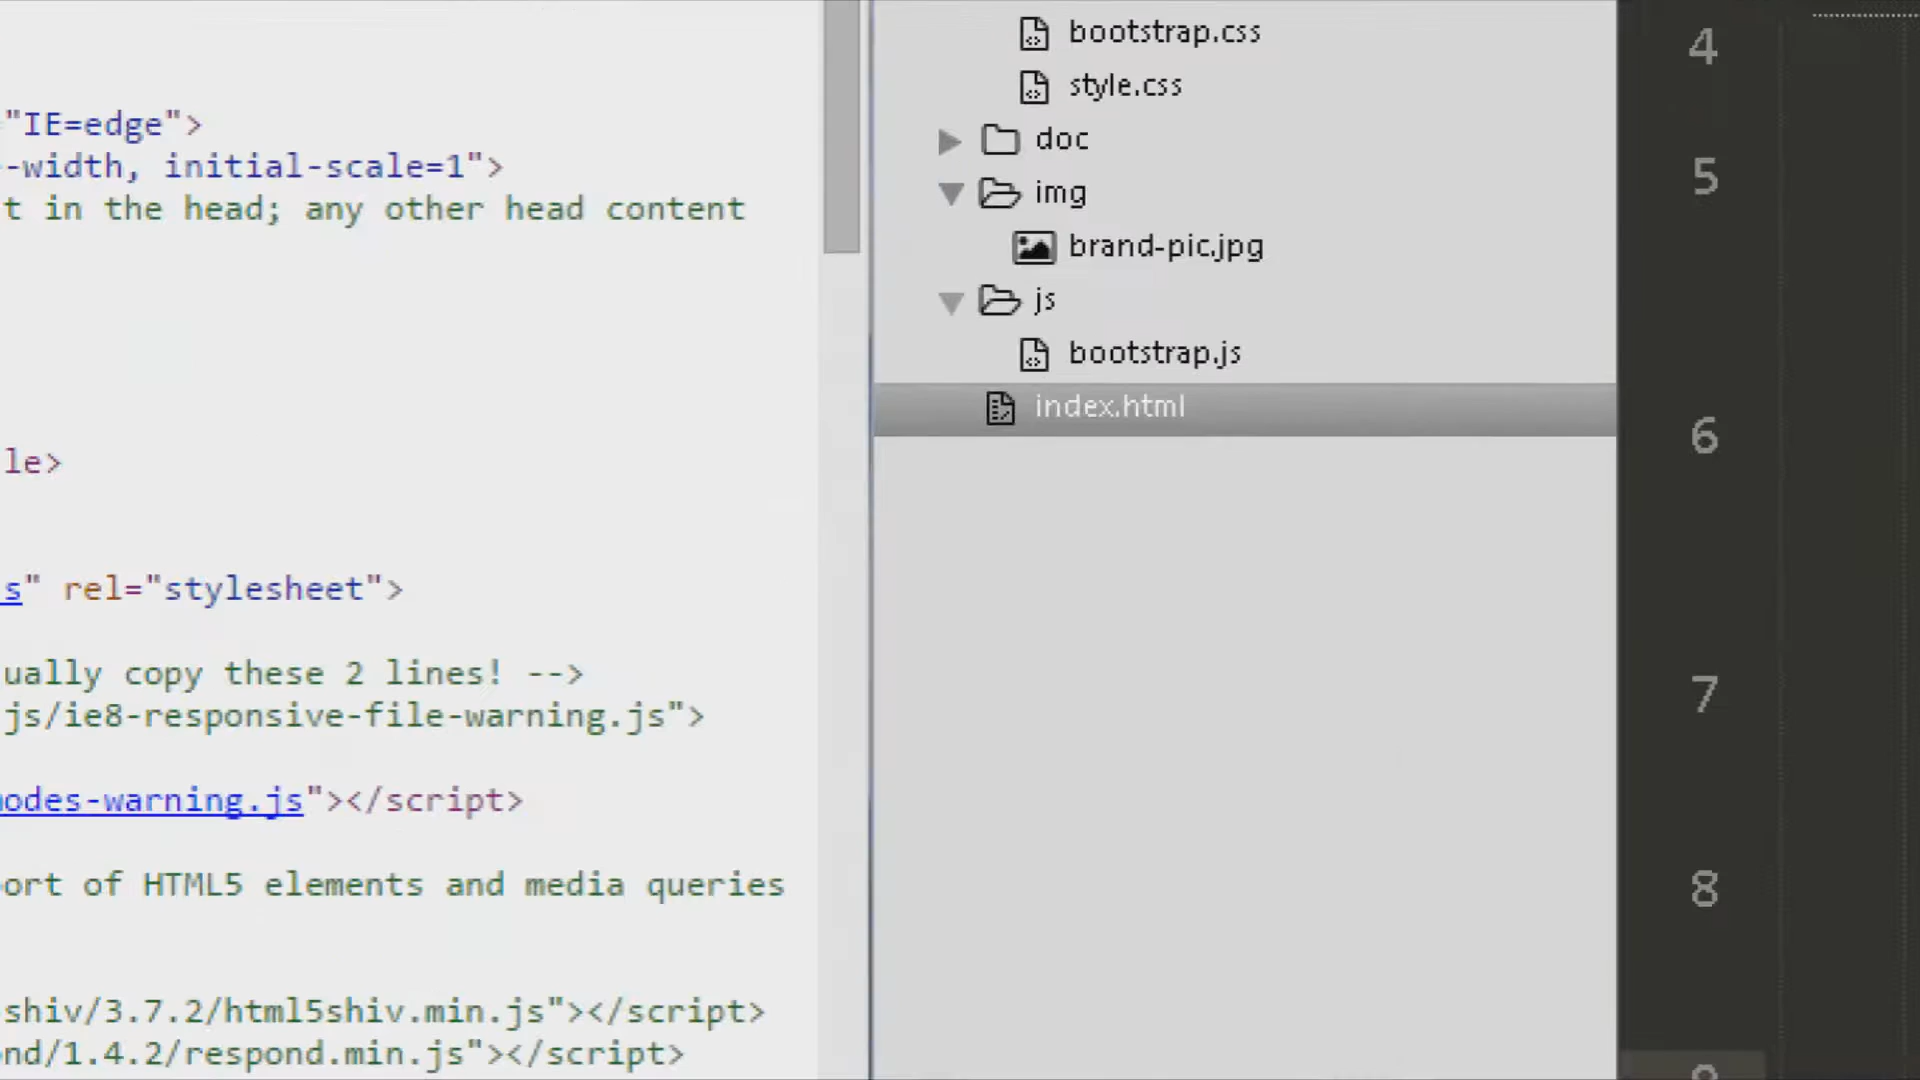 "IE=edge">
-width, initial-scale=1">
t in the head; any other head content
le>
s" rel="stylesheet">
ually copy these 2 lines! -->
js/ie8-responsive-file-warning.js">
odes-warning.js"></script>
ort of HTML5 elements and media queries
shiv/3.7.2/html5shiv.min.js"></script>
nd/1.4.2/respond.min.js"></script>
bootstrap.css
style.css
doc
img
brand-pic.jpg
js
bootstrap.js
index.html
4
5
6
7
8